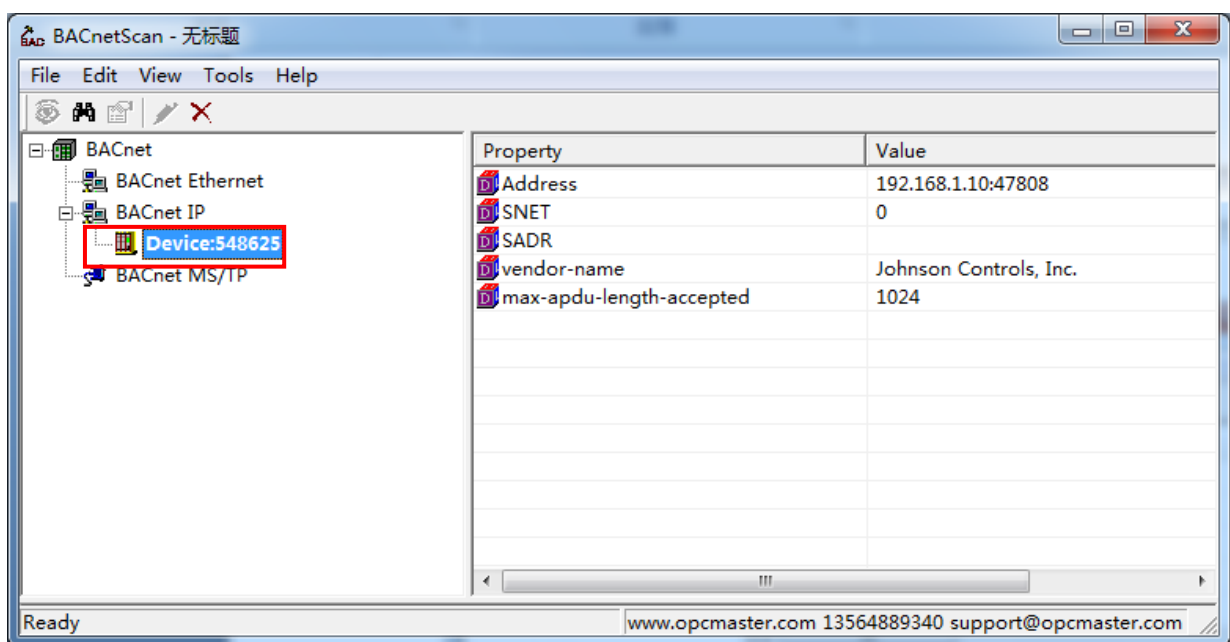 BACnetScan - 无标题
File Edit View Tools Help
BACnet
BACnet Ethernet
BACnet IP
Device:548625
BACnet MS/TP
Property Value
Address 192.168.1.10:47808
SNET 0
SADR
vendor-name Johnson Controls, Inc.
max-apdu-length-accepted 1024
Ready www.opcmaster.com 13564889340 support@opcmaster.com